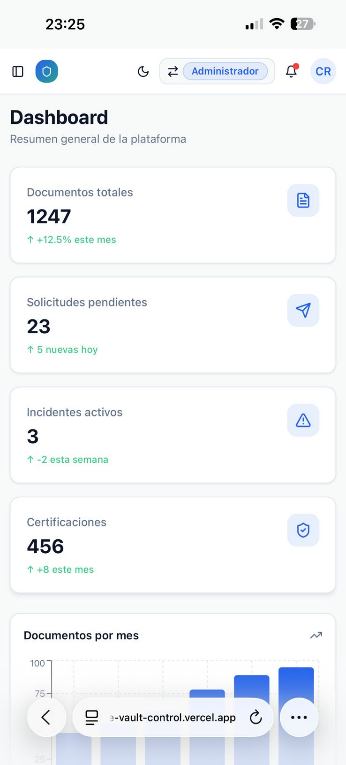 23:25
27
Administrador
CR
Dashboard
Resumen general de la plataforma
Documentos totales
1247
↑ +12.5% este mes
Solicitudes pendientes
23
↑ 5 nuevas hoy
Incidentes activos
3
↑ -2 esta semana
Certificaciones
456
↑ +8 este mes
Documentos por mes
100
75
-vault-control.vercel.app
25